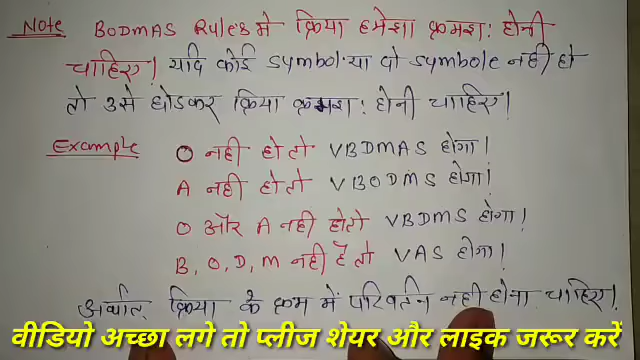 Note BODMAS Rules मे क्रिया हमेशा क्रमश: होनी
चाहिए। यदि कोई symbol या दो symbole नही हो
तो उसे छोडकर क्रिया क्रमश: होनी चाहिए।
Example O नही हो तो VBDMAS होगा।
A नही हो तो VBODMS होगा।
O और A नही होतो VBDMS होगा।
B, O, D, M नही है तो VAS होगा।
अर्थात् क्रिया के क्रम में परिवर्तन नही होना चाहिए।
वीडियो अच्छा लगे तो प्लीज शेयर और लाइक जरूर करें